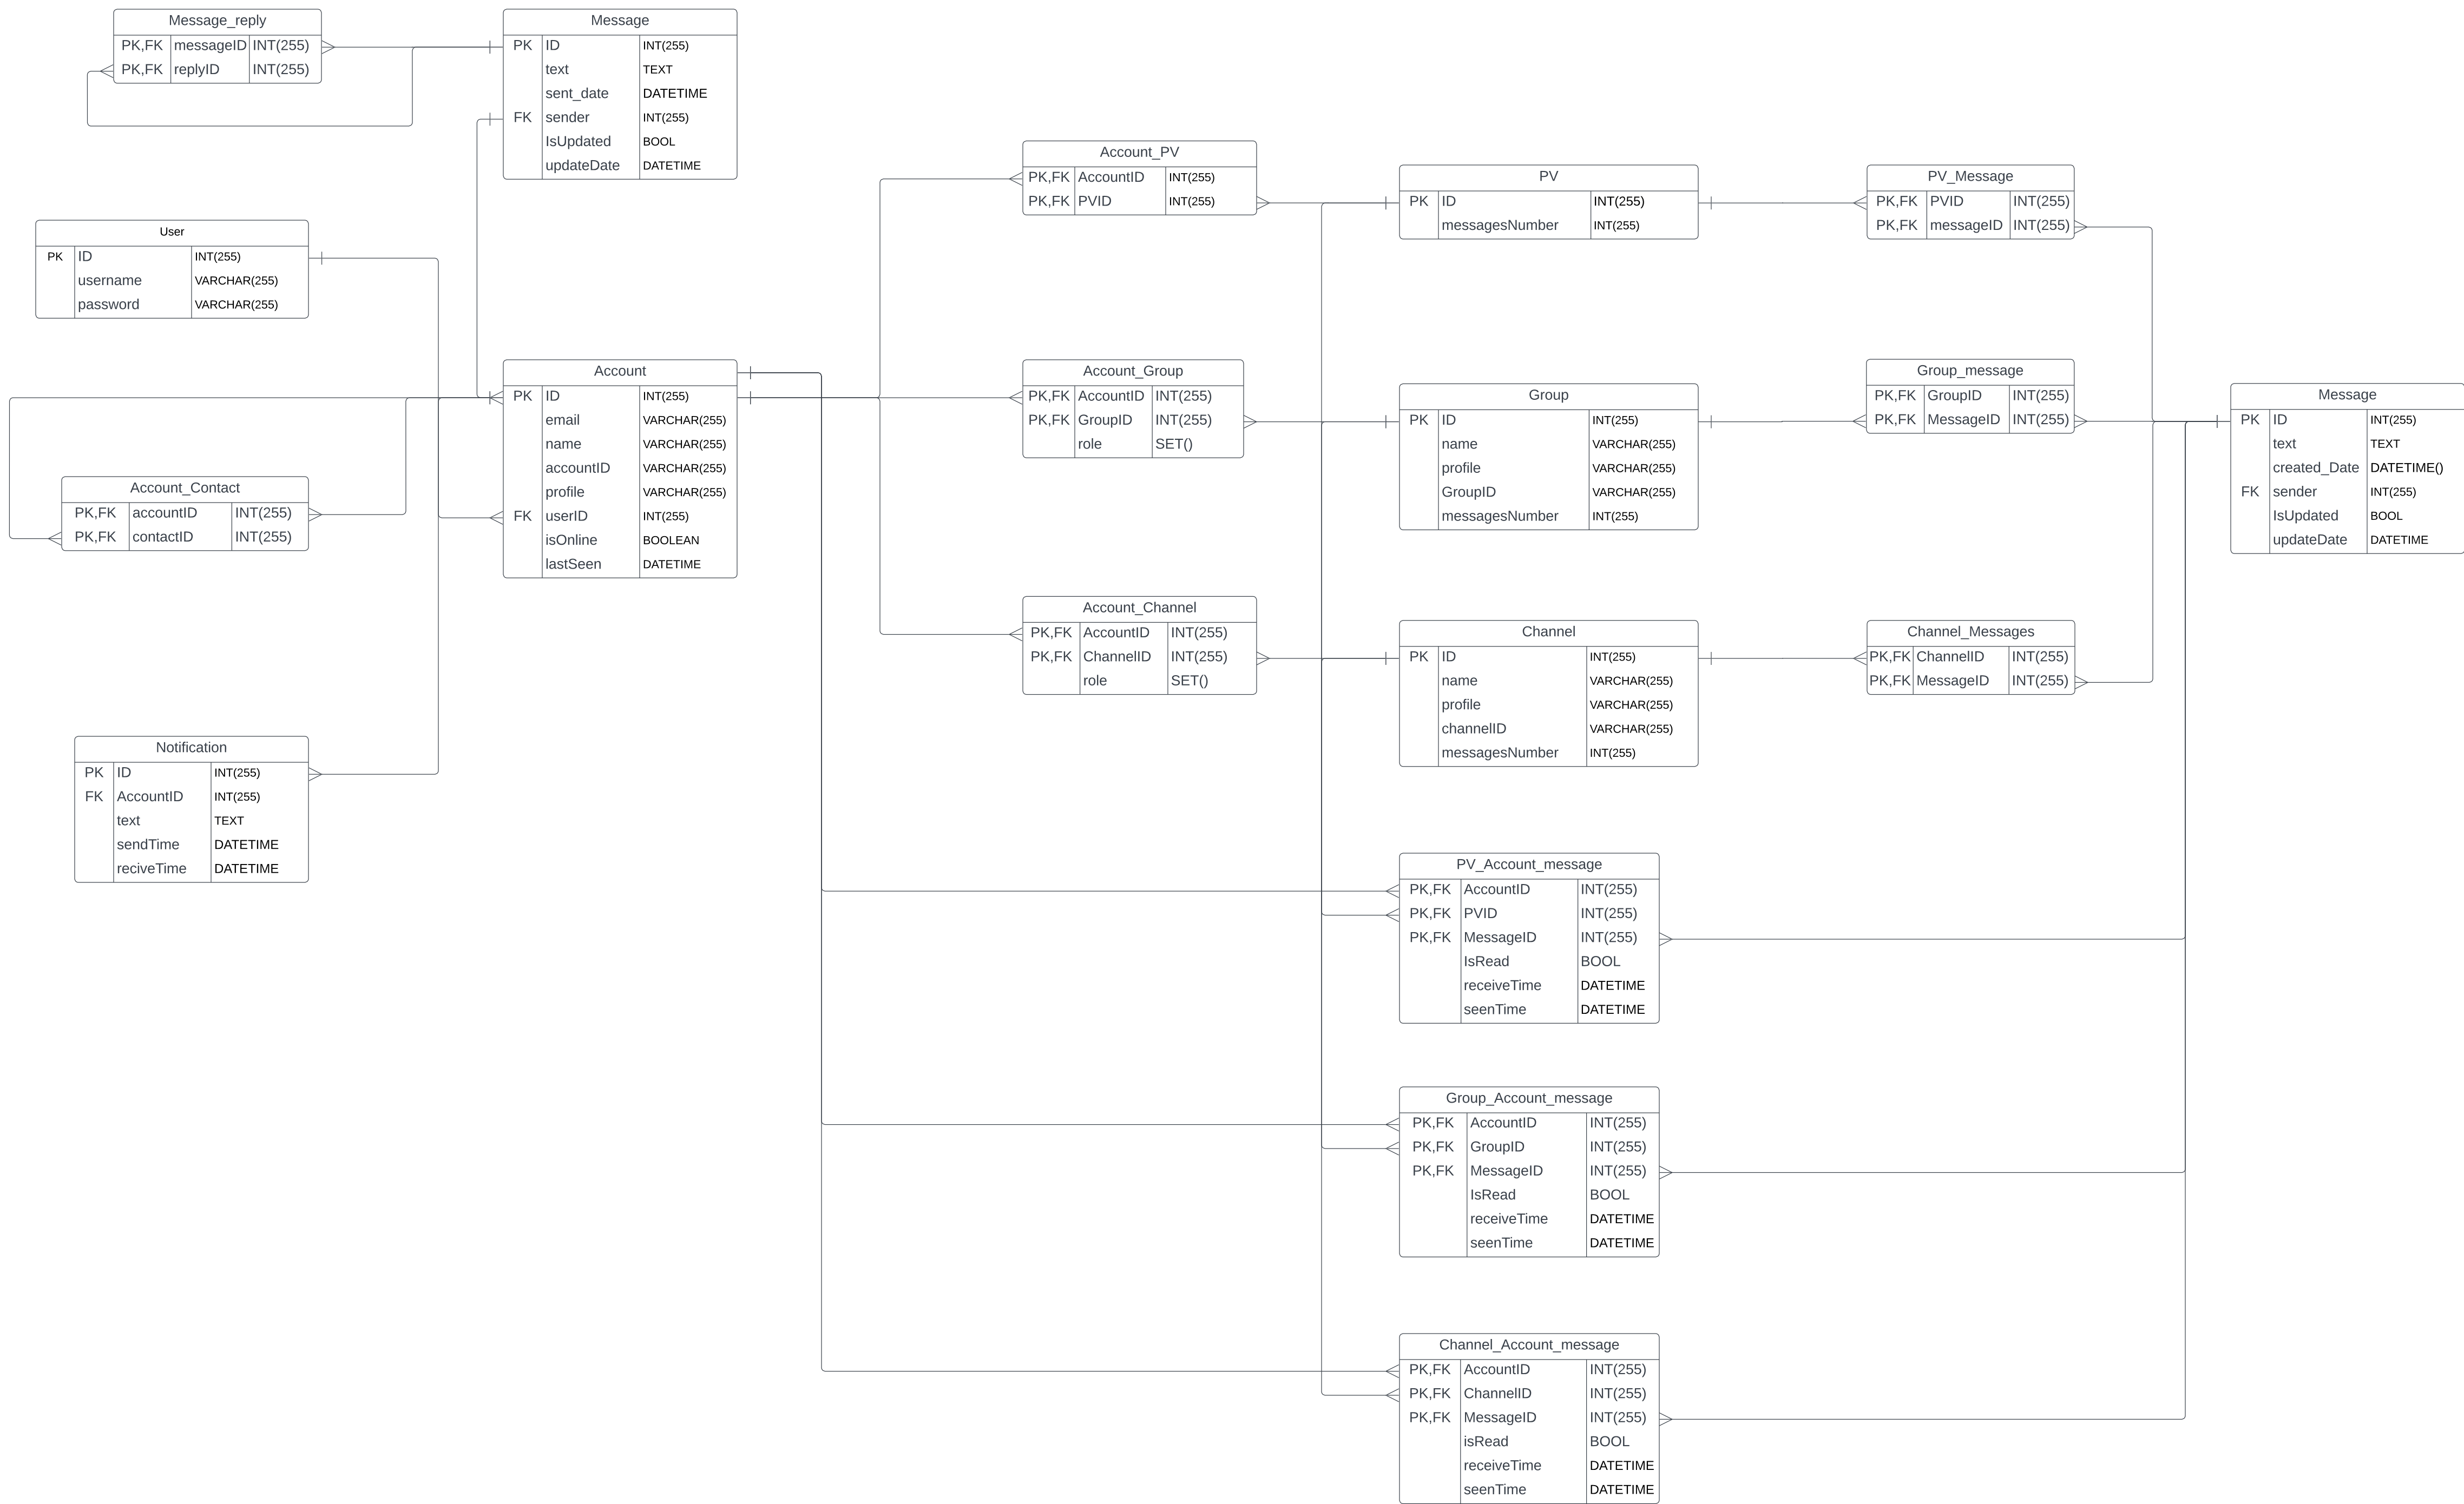 Message_reply
PK,FK messageID INT(255)
PK,FK replyID INT(255)
Message
PK ID INT(255)
text TEXT
sent_date DATETIME
FK sender INT(255)
IsUpdated BOOL
updateDate DATETIME
User
PK ID INT(255)
username VARCHAR(255)
password VARCHAR(255)
Account
PK ID INT(255)
email VARCHAR(255)
name VARCHAR(255)
accountID VARCHAR(255)
profile VARCHAR(255)
FK userID INT(255)
isOnline BOOLEAN
lastSeen DATETIME
Account_Contact
PK,FK accountID INT(255)
PK,FK contactID INT(255)
Notification
PK ID INT(255)
FK AccountID INT(255)
text TEXT
sendTime DATETIME
reciveTime DATETIME
Account_PV
PK,FK AccountID INT(255)
PK,FK PVID INT(255)
Account_Group
PK,FK AccountID INT(255)
PK,FK GroupID INT(255)
role SET()
Account_Channel
PK,FK AccountID INT(255)
PK,FK ChannelID INT(255)
role SET()
PV
PK ID INT(255)
messagesNumber INT(255)
Group
PK ID INT(255)
name VARCHAR(255)
profile VARCHAR(255)
GroupID VARCHAR(255)
messagesNumber INT(255)
Channel
PK ID INT(255)
name VARCHAR(255)
profile VARCHAR(255)
channelID VARCHAR(255)
messagesNumber INT(255)
PV_Account_message
PK,FK AccountID INT(255)
PK,FK PVID INT(255)
PK,FK MessageID INT(255)
IsRead BOOL
receiveTime DATETIME
seenTime DATETIME
Group_Account_message
PK,FK AccountID INT(255)
PK,FK GroupID INT(255)
PK,FK MessageID INT(255)
IsRead BOOL
receiveTime DATETIME
seenTime DATETIME
Channel_Account_message
PK,FK AccountID INT(255)
PK,FK ChannelID INT(255)
PK,FK MessageID INT(255)
isRead BOOL
receiveTime DATETIME
seenTime DATETIME
PV_Message
PK,FK PVID INT(255)
PK,FK messageID INT(255)
Group_message
PK,FK GroupID INT(255)
PK,FK MessageID INT(255)
Channel_Messages
PK,FK ChannelID INT(255)
PK,FK MessageID INT(255)
Message
PK ID INT(255)
text TEXT
created_Date DATETIME()
FK sender INT(255)
IsUpdated BOOL
updateDate DATETIME